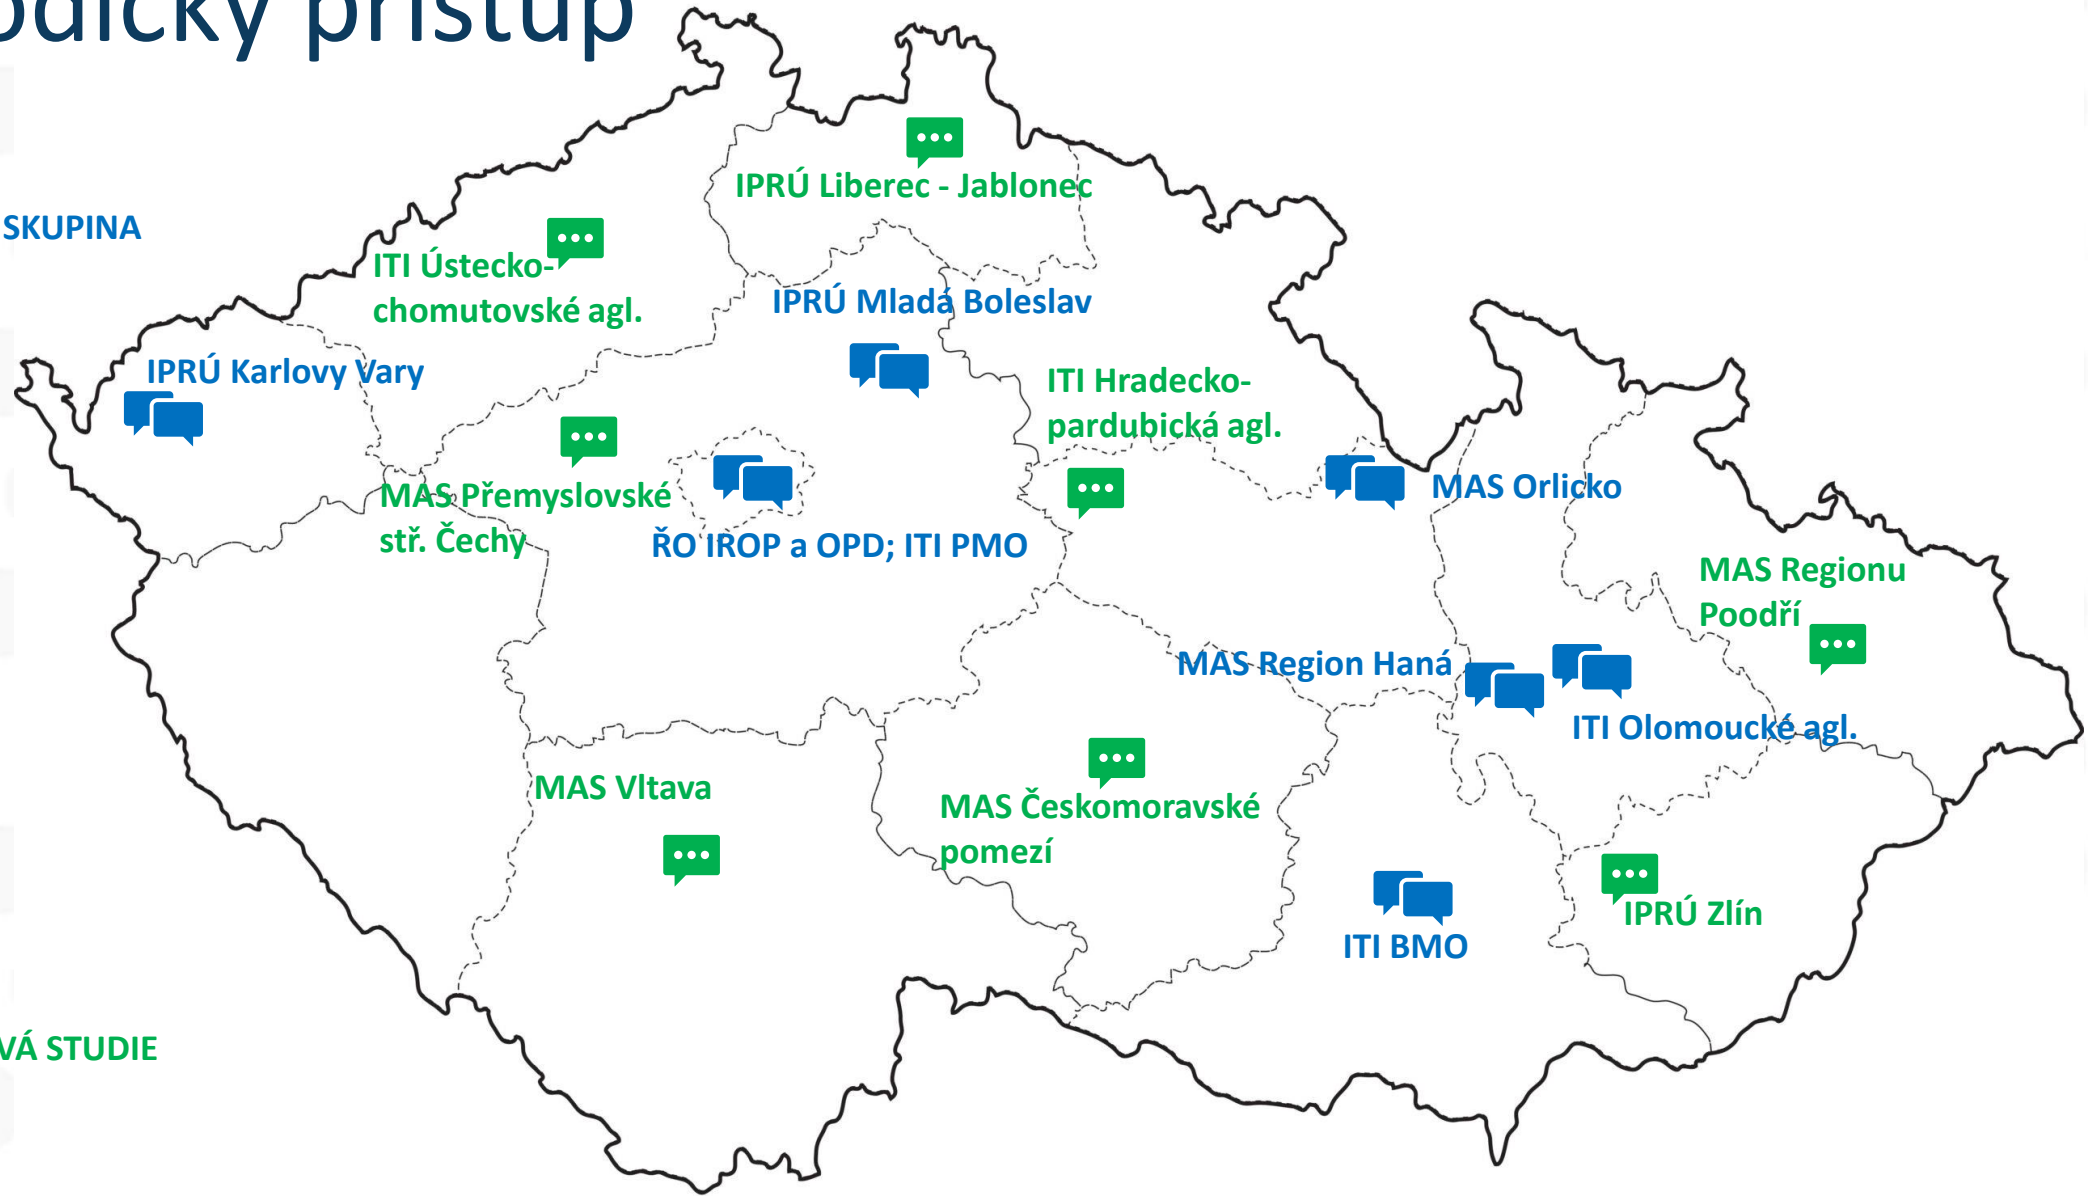 odický přístup
IPRÚ Liberec - Jablonec
SKUPINA
ITI Ústecko-
chomutovské agl.
IPRÚ Mladá Boleslav
IPRÚ Karlovy Vary
ITI Hradecko-
pardubická agl.
MAS Přemyslovské
stř. Čechy
MAS Orlicko
ŘO IROP a OPD; ITI PMO
MAS Regionu
Poodří
MAS Region Haná
ITI Olomoucké agl.
MAS Vltava
MAS Českomoravské
pomezí
IPRÚ Zlín
ITI BMO
VÁ STUDIE